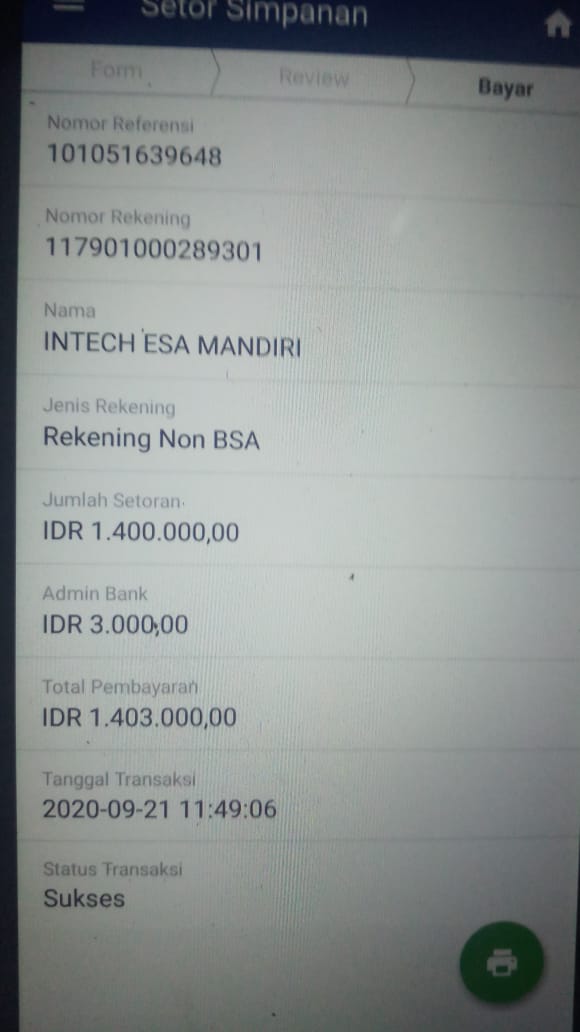 Setor Simpanan
Form
Review
Bayar
Nomor Referensi
101051639648
Nomor Rekening
117901000289301
Nama
INTECH ESA MANDIRI
Jenis Rekening
Rekening Non BSA
Jumlah Setoran
IDR 1.400.000,00
Admin Bank
IDR 3.000,00
Total Pembayaran
IDR 1.403.000,00
Tanggal Transaksi
2020-09-21 11:49:06
Status Transaksi
Sukses